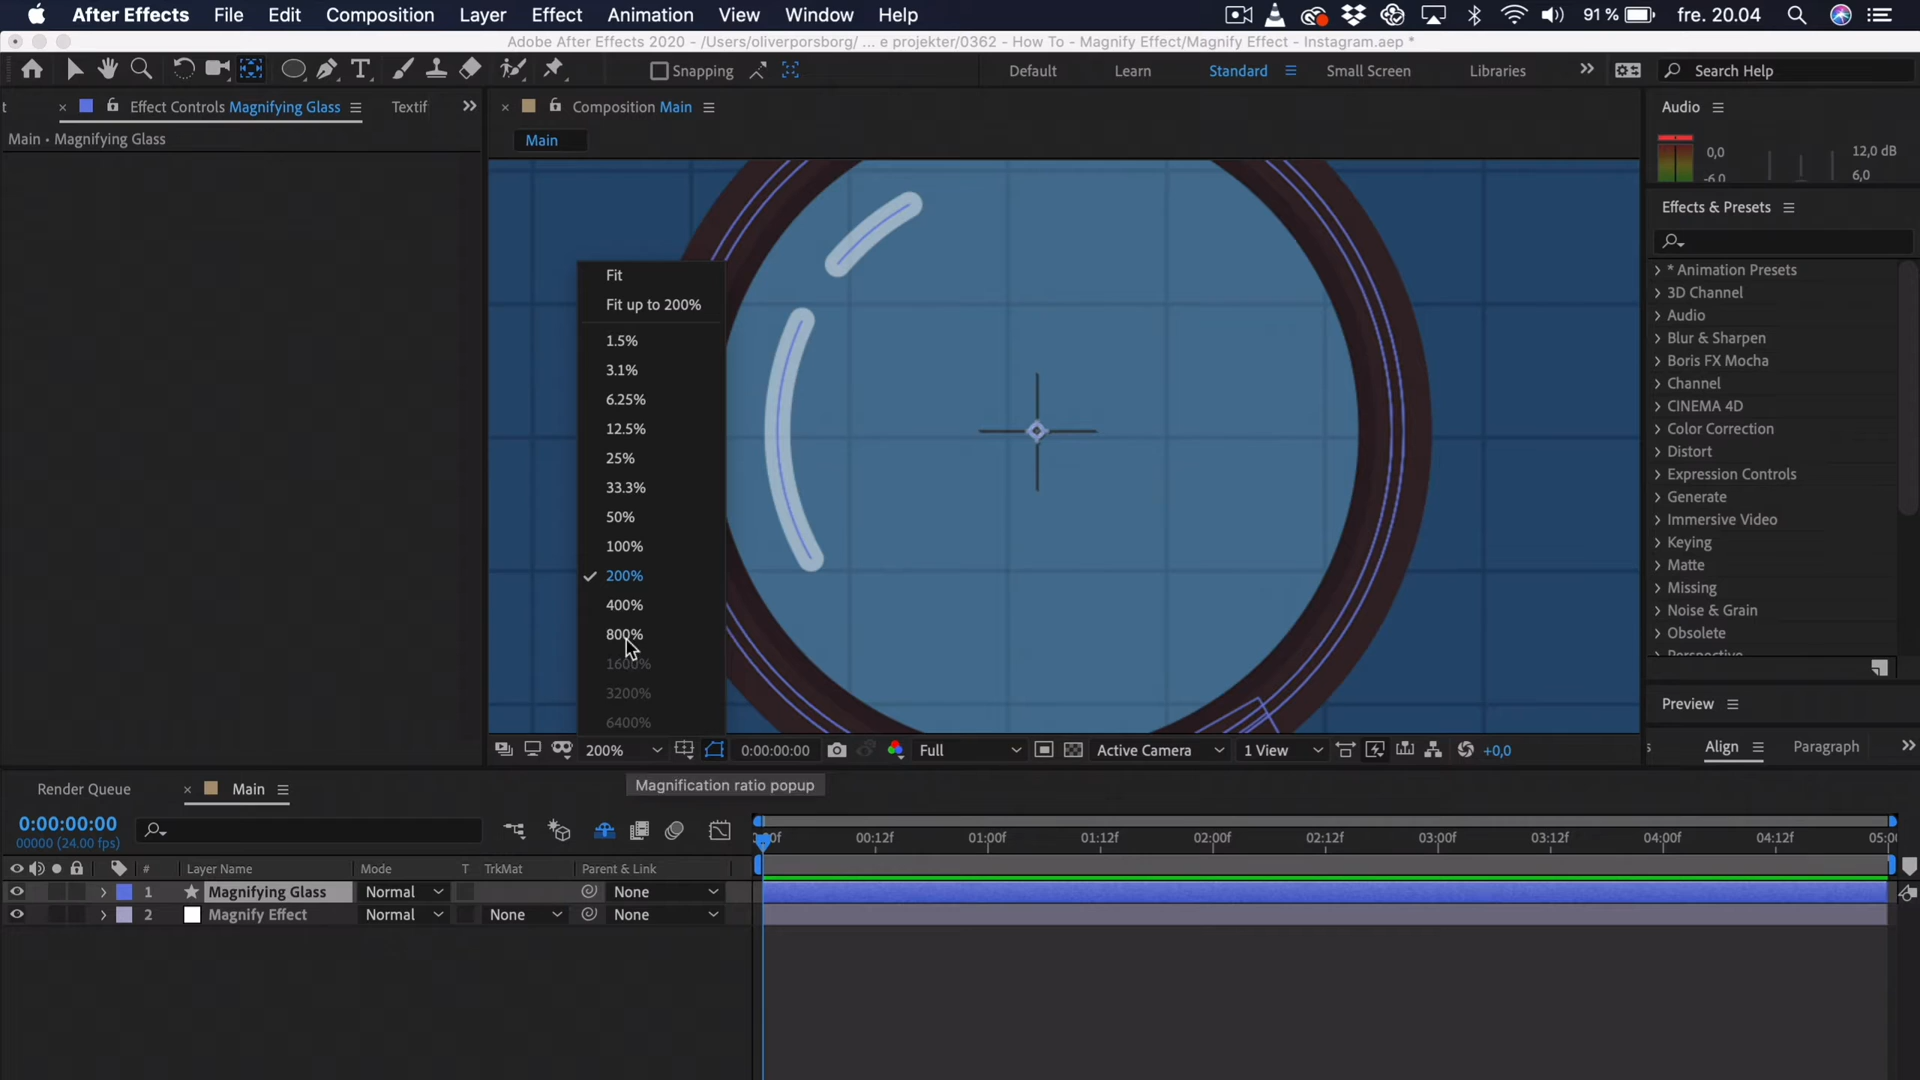 After Effects File Edit Composition Layer Effect Animation View Window Help 91 % fre. 20.04
Adobe After Effects 2020 - /Users/oliverporsborg/ ... e projekter/0362 - How To - Magnify Effect/Magnify Effect - Instagram.aep *
Snapping Default Learn Standard Small Screen Libraries Search Help
t Effect Controls Magnifying Glass Textif
Composition Main
Main • Magnifying Glass
Main
Fit
Fit up to 200%
1.5%
3.1%
6.25%
12.5%
25%
33.3%
50%
100%
200%
400%
800%
1600%
3200%
6400%
200% 0:00:00:00 Full Active Camera 1 View +0,0
Magnification ratio popup
Audio
0,0 12,0 dB
-6,0 6,0
Effects & Presets
* Animation Presets
3D Channel
Audio
Blur & Sharpen
Boris FX Mocha
Channel
CINEMA 4D
Color Correction
Distort
Expression Controls
Generate
Immersive Video
Keying
Matte
Missing
Noise & Grain
Obsolete
Perspective
Preview
s Align Paragraph
Render Queue Main
0:00:00:00
00000 (24.00 fps)
# Layer Name Mode T TrkMat Parent & Link
1 Magnifying Glass Normal None
2 Magnify Effect Normal None None
:00f 00:12f 01:00f 01:12f 02:00f 02:12f 03:00f 03:12f 04:00f 04:12f 05:00